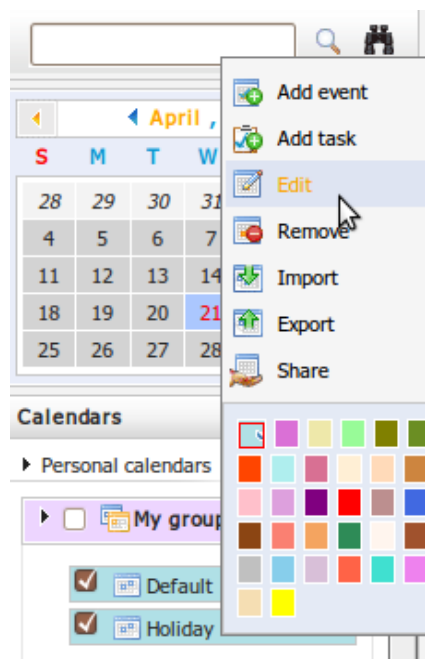 Add event
April ,
Add task
S M T W
Edit
28 29 30 31
Remove
4 5 6 7
11 12 13 14
Import
18 19 20 21
Export
25 26 27 28
Share
Calendars
Personal calendars
My group
Default
Holiday